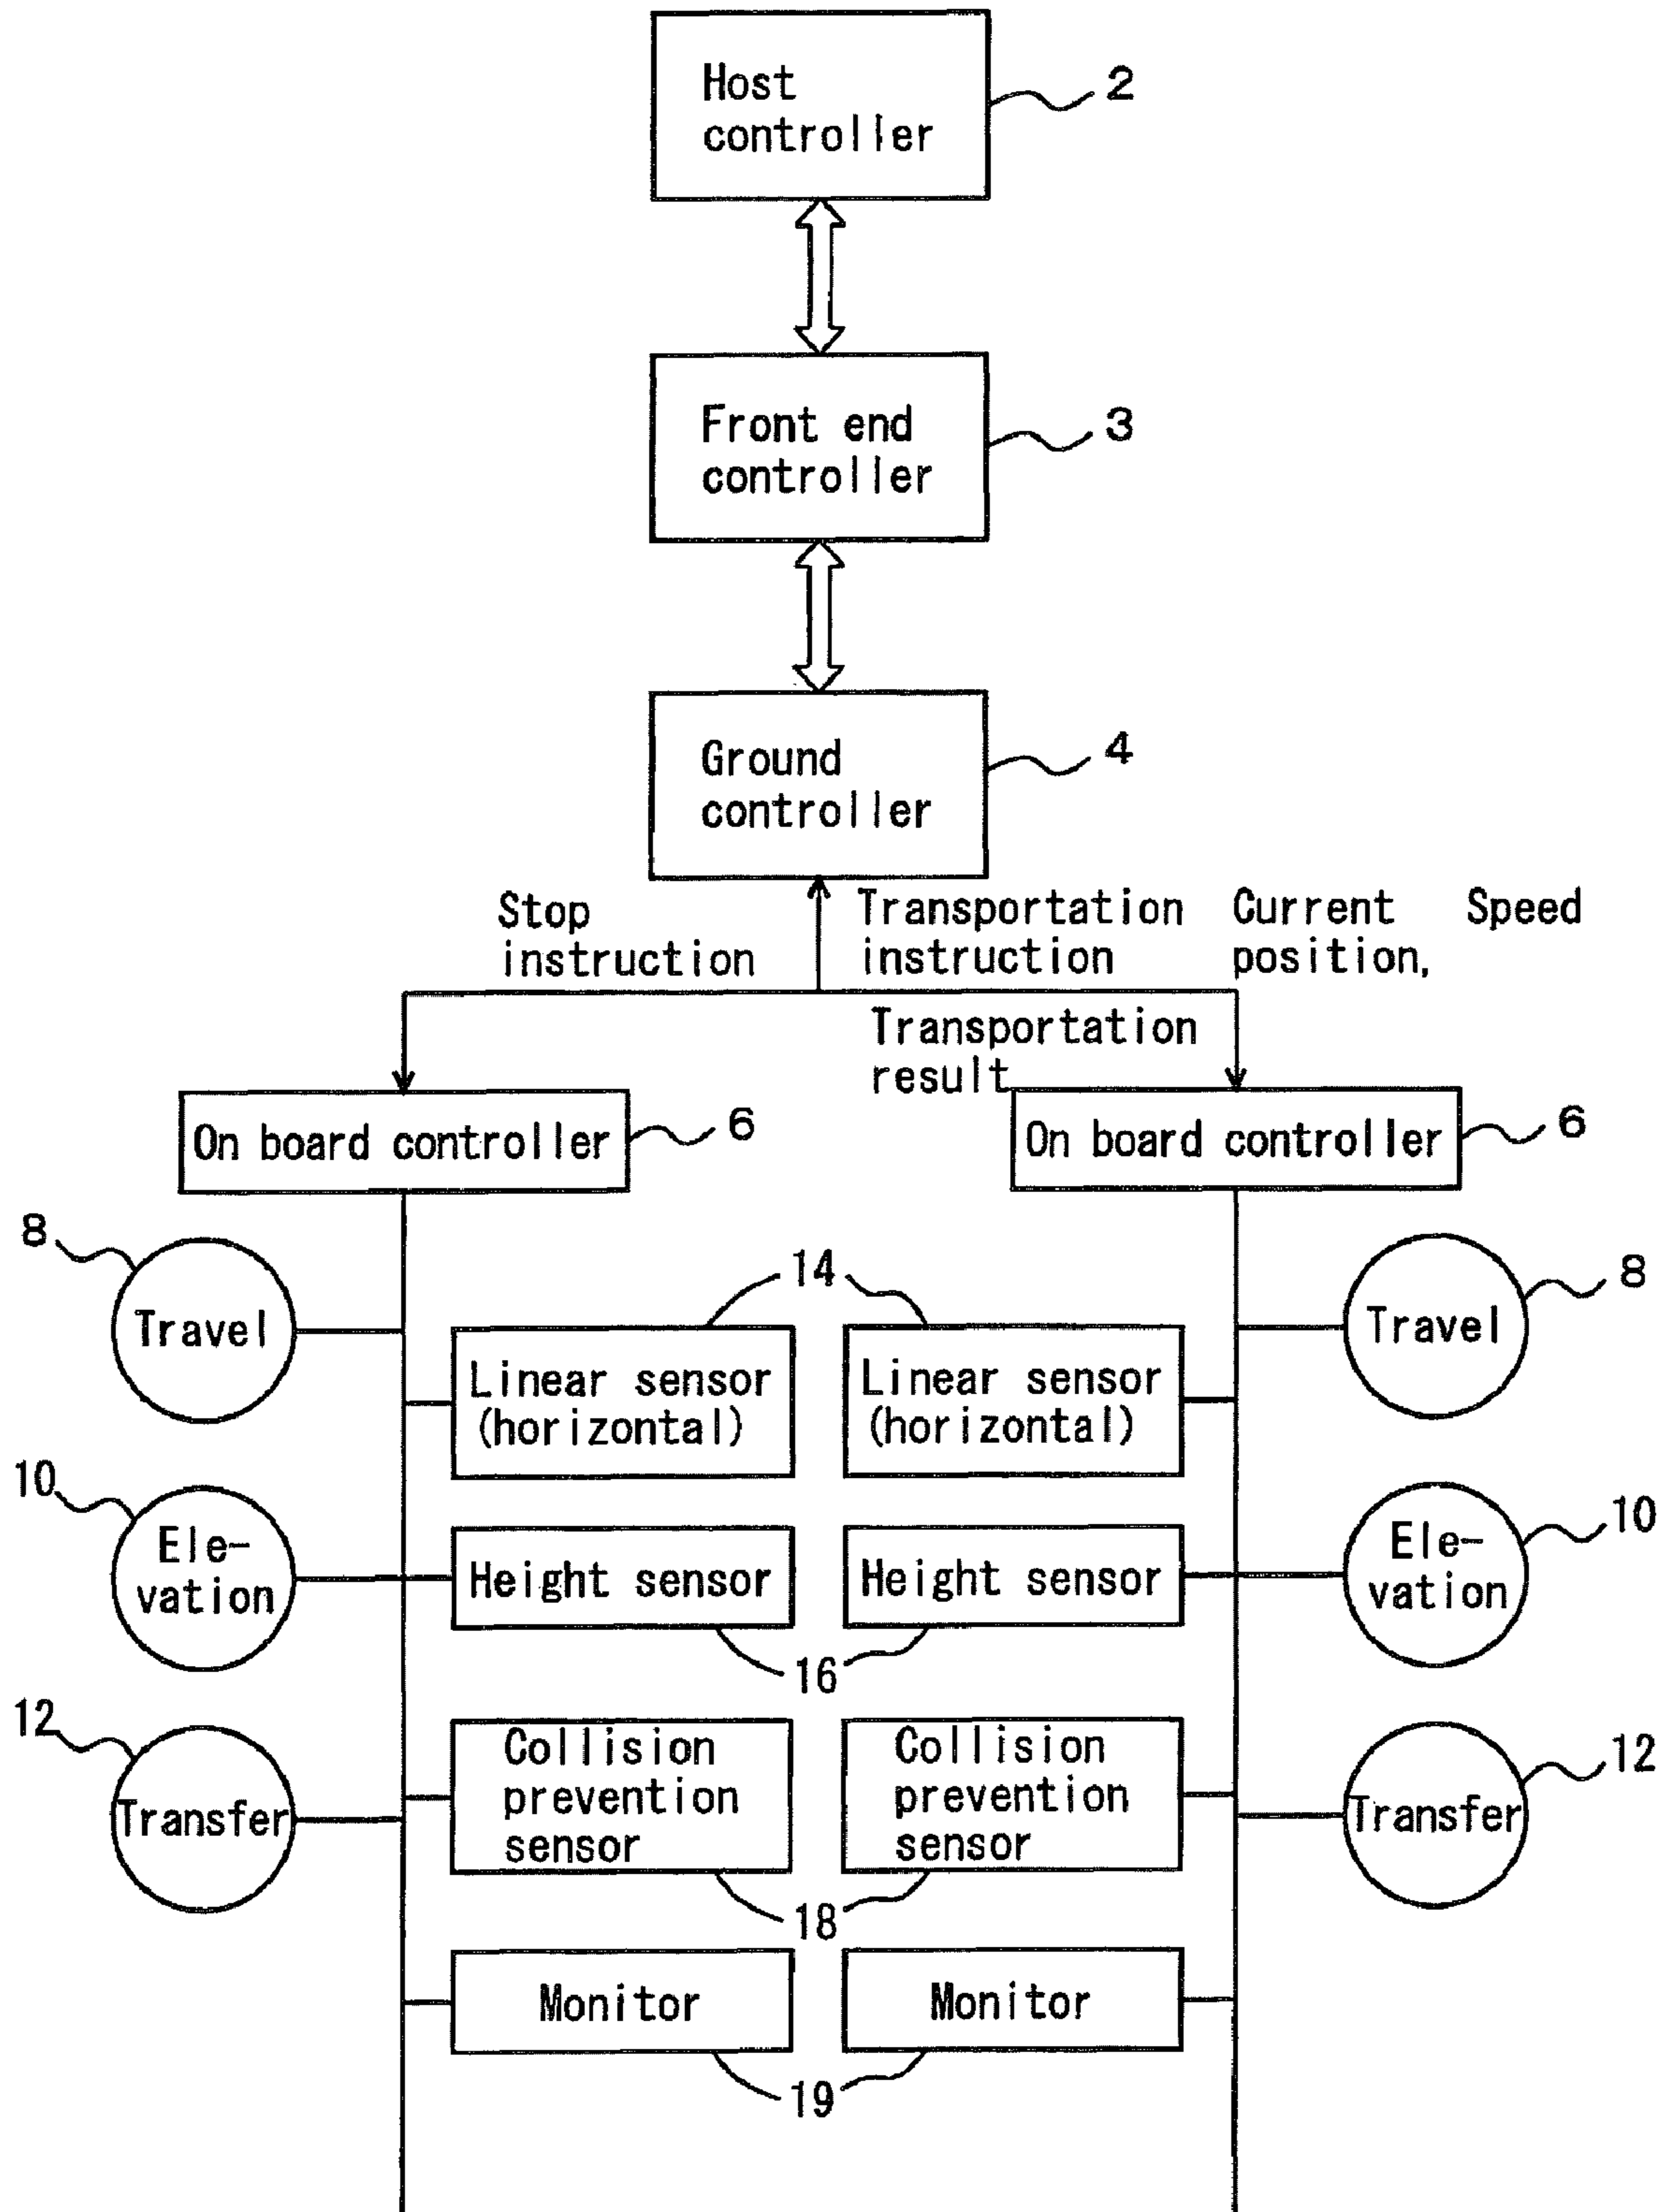 Host
controller
2
Front end
controller
3
Ground
controller
4
Stop
instruction
Transportation
instruction
Current
position,
Speed
Transportation
result
On board controller
6
On board controller
6
8
Travel
14
Linear sensor
(horizontal)
Linear sensor
(horizontal)
Travel
8
10
Ele-
vation
Height sensor
16
Height sensor
Ele-
vation
10
12
Transfer
Collision
prevention
sensor
18
Collision
prevention
sensor
Transfer
12
Monitor
19
Monitor